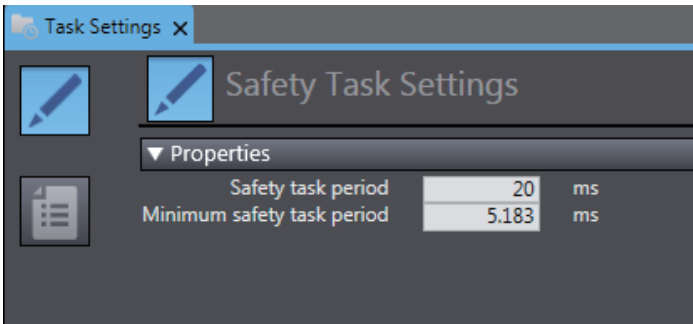 Task Settings
Safety Task Settings
Properties
Safety task period 20 ms
Minimum safety task period 5.183 ms